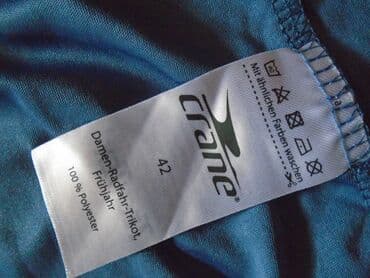 Mit ähnlichen Farben waschen
crane®
42
Damen-Radfahr-Trikot,
Frühjahr
100 % Polyester